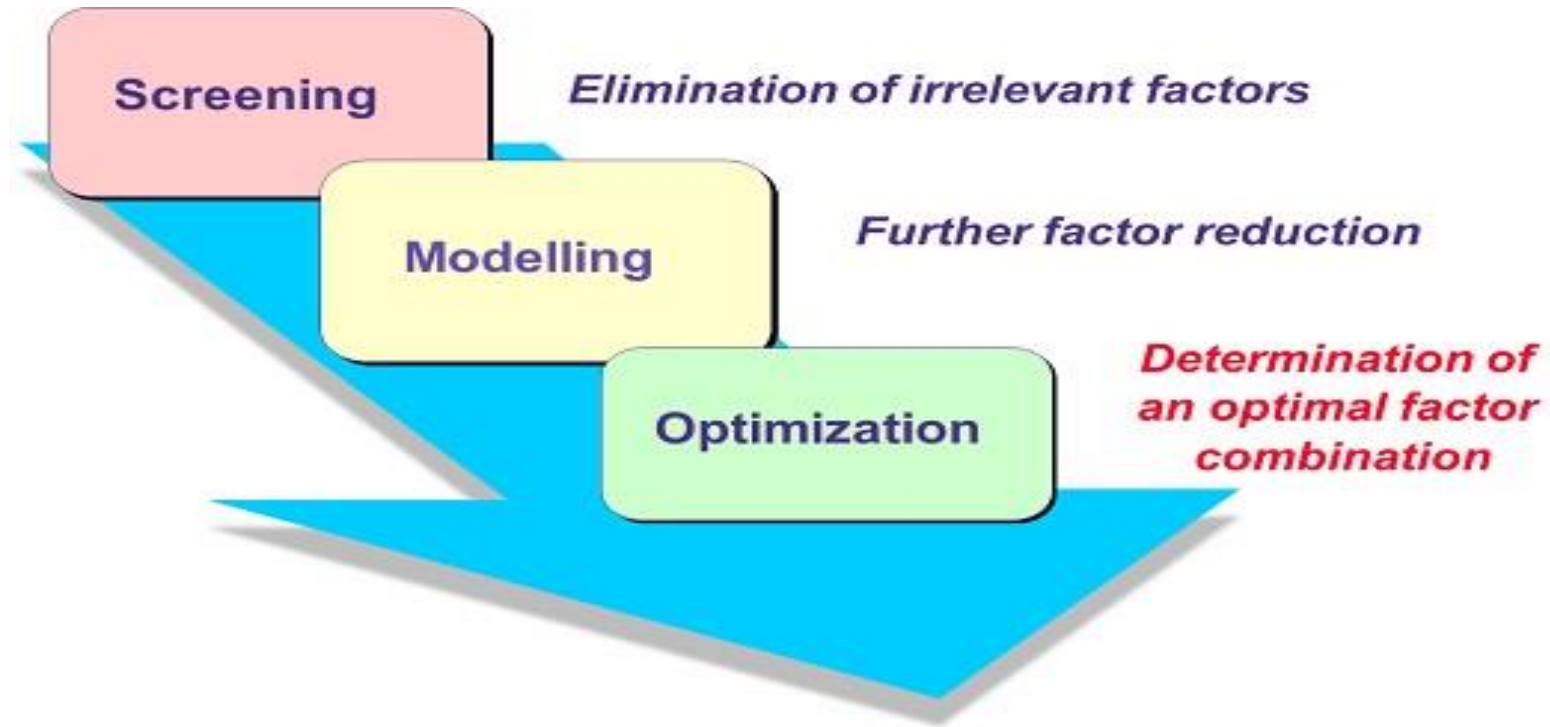 Screening
Elimination of irrelevant factors
Modelling
Further factor reduction
Optimization
Determination of
an optimal factor
combination